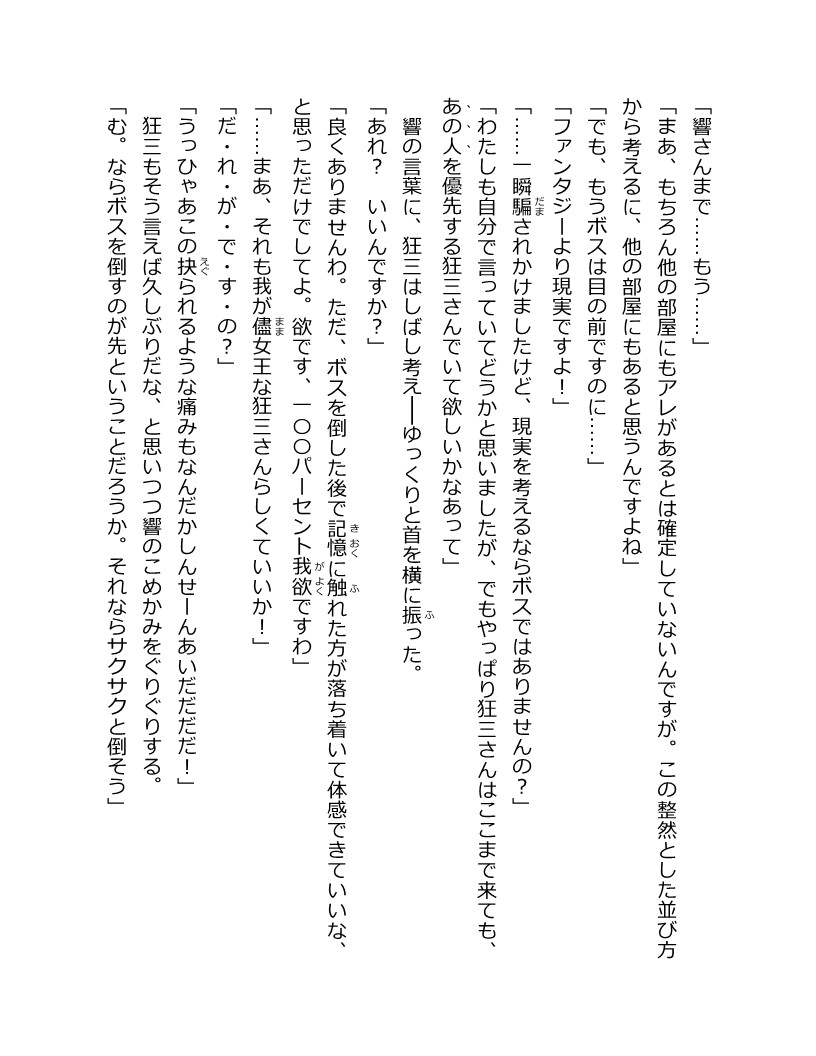 「響さんまで……もう……」
「まあ、もちろん他の部屋にもアレがあるとは確定していないんですが。この整然とした並び方
から考えるに、他の部屋にもあると思うんですよね」
「でも、もうボスは目の前ですのに……」
「ファンタジーより現実ですよ！」
「……一瞬騙されかけましたけど、現実を考えるならボスではありませんの？」
「わたしも自分で言っていてどうかと思いましたが、でもやっぱり狂三さんはここまで来ても、
あの人を優先する狂三さんでいて欲しいかなあって」
　響の言葉に、狂三はしばし考え──ゆっくりと首を横に振った。
「あれ？　いいんですか？」
「良くありませんわ。ただ、ボスを倒した後で記憶に触れた方が落ち着いて体感できていいな、
と思っただけでしてよ。欲です、一〇〇パーセント我欲ですわ」
「……まあ、それも我が儘女王な狂三さんらしくていいか！」
「だ・れ・が・で・す・の？」
「うっひゃあこの抉られるような痛みもなんだかしんせーんあいだだだだ！」
　狂三もそう言えば久しぶりだな、と思いつつ響のこめかみをぐりぐりする。
「む。ならボスを倒すのが先ということだろうか。それならサクサクと倒そう」